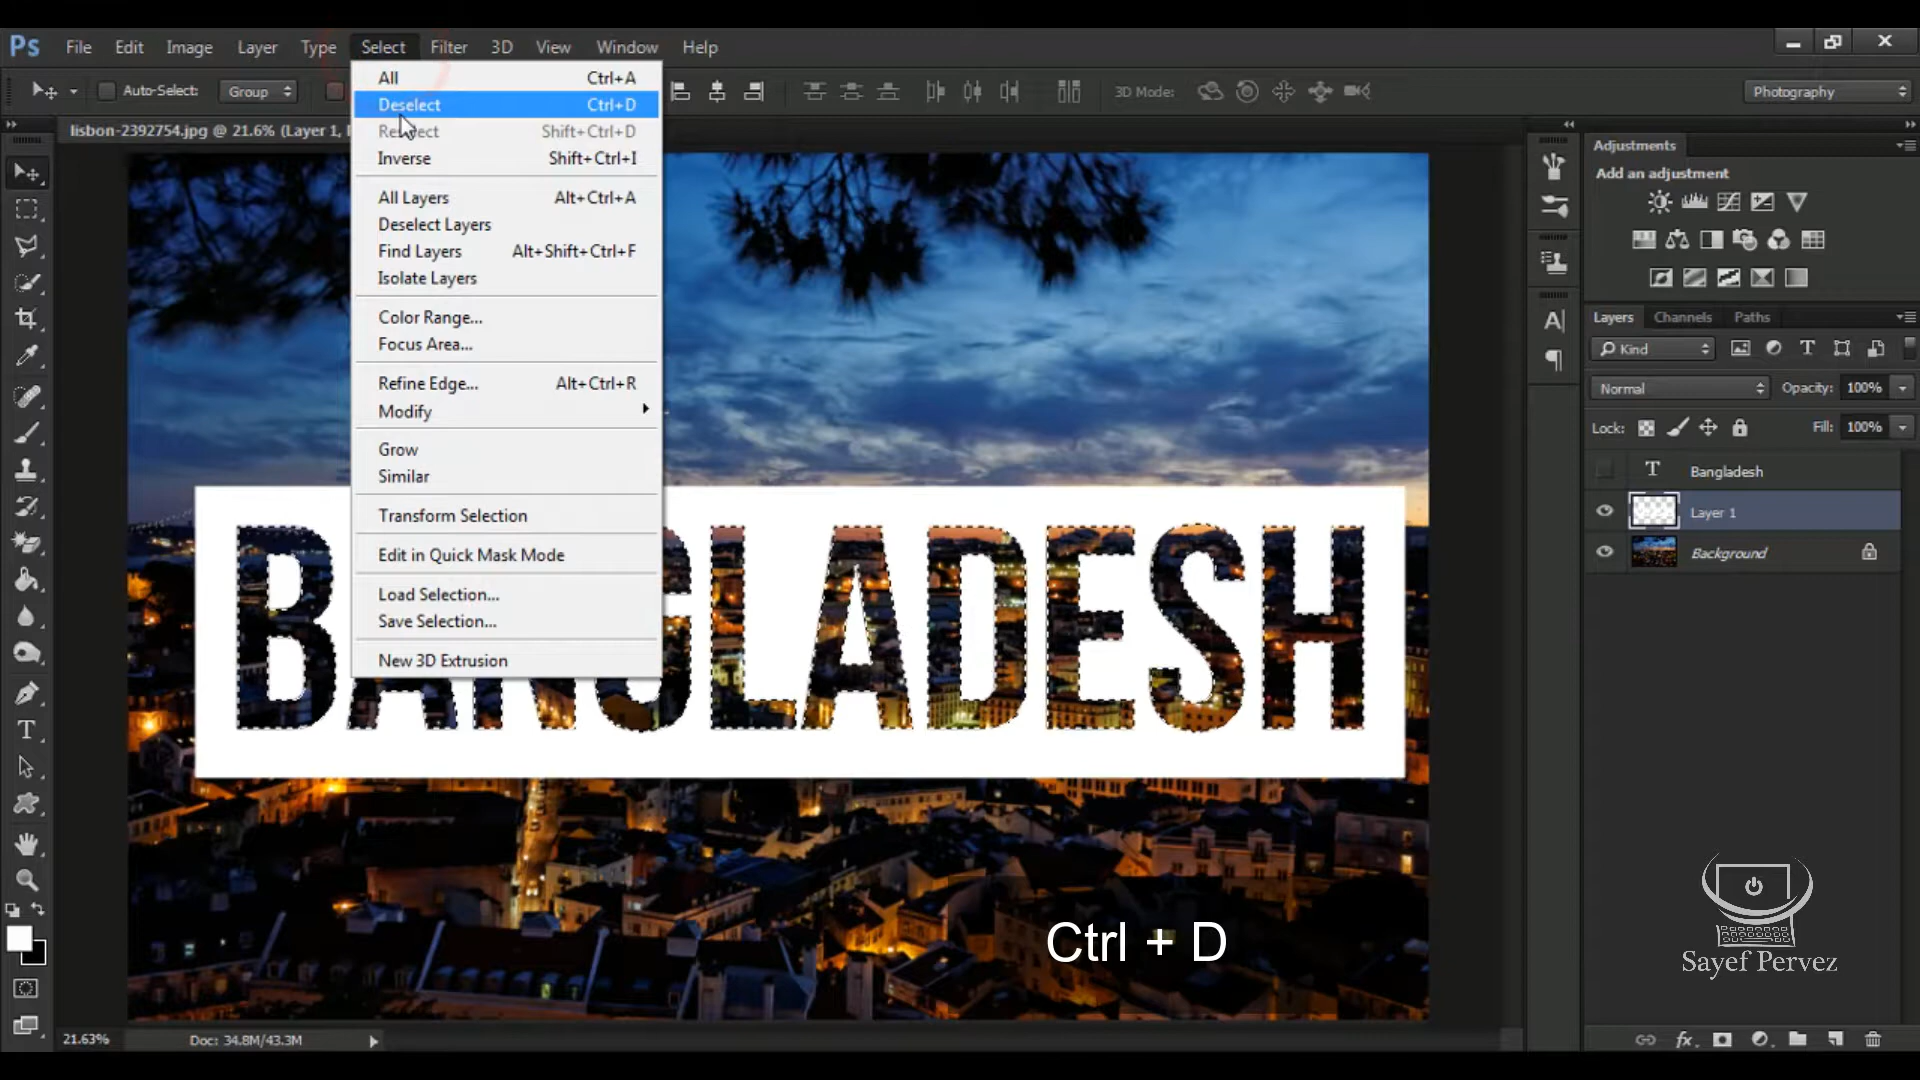 Ps File Edit Image Layer Type Select Filter 3D View Window Help
Auto-Select: Group 3D Mode: Photography
lisbon-2392754.jpg @ 21.6% (Layer 1,
All Ctrl+A
Deselect Ctrl+D
Shift+Ctrl+D
Inverse Shift+Ctrl+I
All Layers Alt+Ctrl+A
Deselect Layers
Find Layers Alt+Shift+Ctrl+F
Isolate Layers
Color Range...
Focus Area...
Refine Edge... Alt+Ctrl+R
Modify
Grow
Similar
Transform Selection
Edit in Quick Mask Mode
Load Selection...
Save Selection...
New 3D Extrusion
BANGLADESH
Ctrl + D
Adjustments
Add an adjustment
Layers Channels Paths
Kind
Normal Opacity: 100%
Lock: Fill: 100%
Bangladesh
Layer 1
Background
Sayef Pervez
21.63% Doc: 34.8M/43.3M